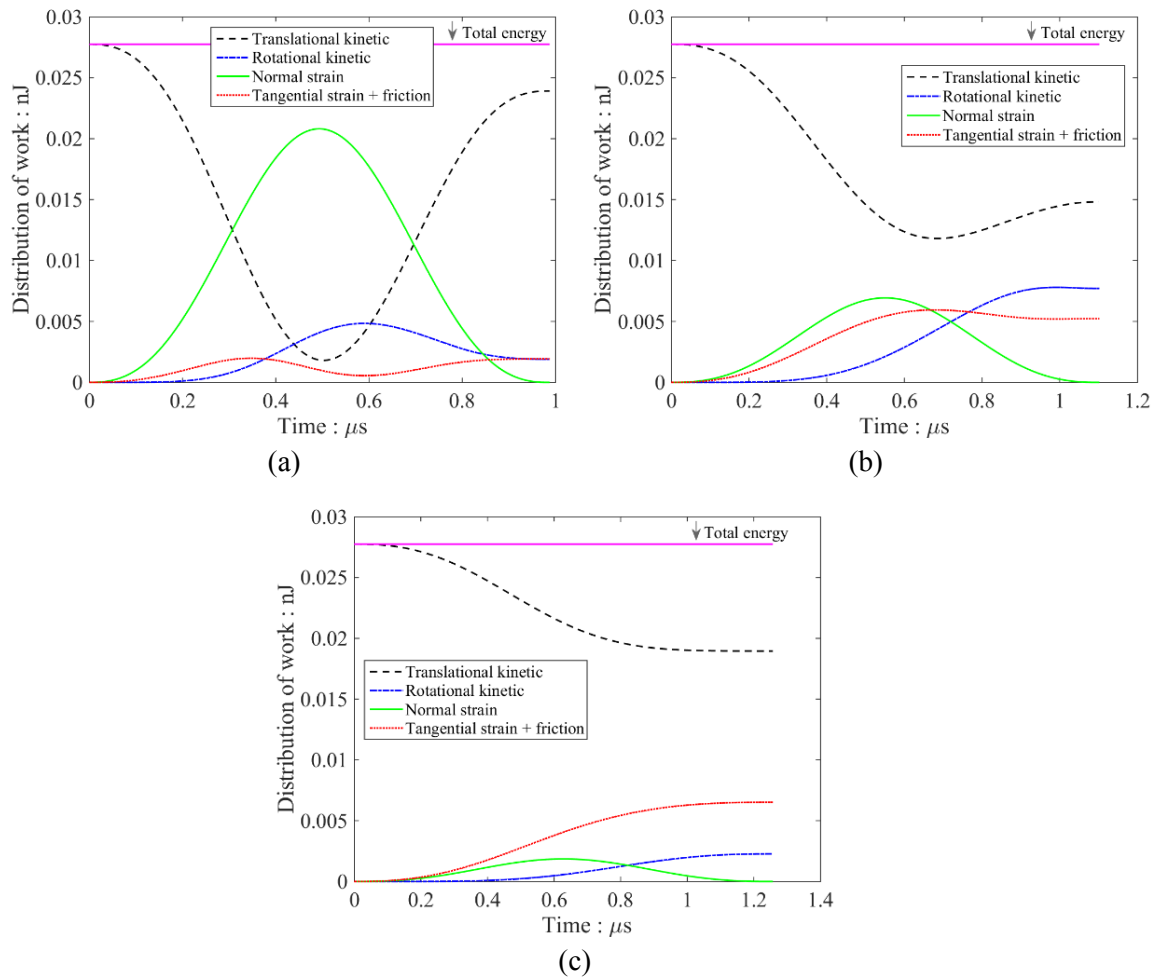 0.03
Total energy
Translational kinetic
Rotational kinetic
Normal strain
Tangential strain + friction
0.025
0.02
0.015
0.01
0.005
0
Distribution of work : nJ
0 0.2 0.4 0.6 0.8 1
Time : μs
(a)
0.03
Total energy
0.025
Translational kinetic
Rotational kinetic
Normal strain
Tangential strain + friction
0.02
0.015
0.01
0.005
0
Distribution of work : nJ
0 0.2 0.4 0.6 0.8 1 1.2
Time : μs
(b)
0.03
Total energy
0.025
0.02
Translational kinetic
Rotational kinetic
Normal strain
Tangential strain + friction
0.015
0.01
0.005
0
Distribution of work : nJ
0 0.2 0.4 0.6 0.8 1 1.2 1.4
Time : μs
(c)